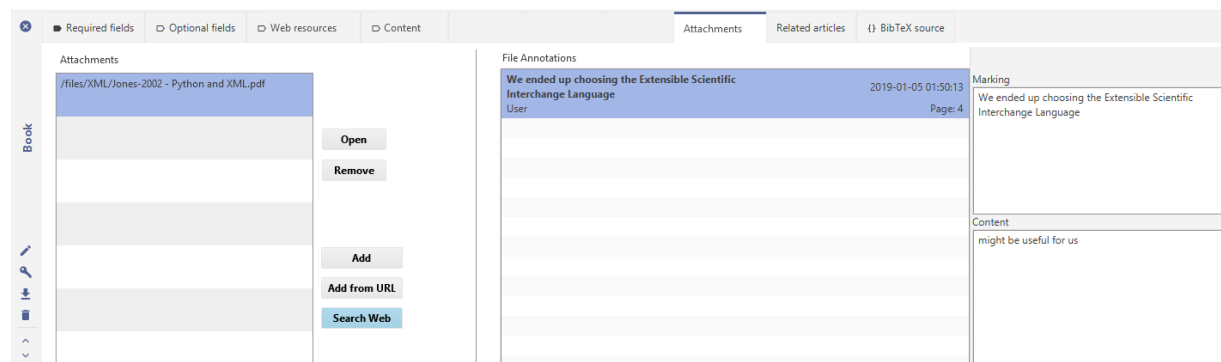 Required fields
Optional fields
Web resources
Content
Attachments
Related articles
{} BibTeX source
Book
Attachments
/files/XML/Jones-2002 - Python and XML.pdf
Open
Remove
Add
Add from URL
Search Web
File Annotations
We ended up choosing the Extensible Scientific
Interchange Language
2019-01-05 01:50:13
User
Page: 4
Marking
We ended up choosing the Extensible Scientific
Interchange Language
Content
might be useful for us